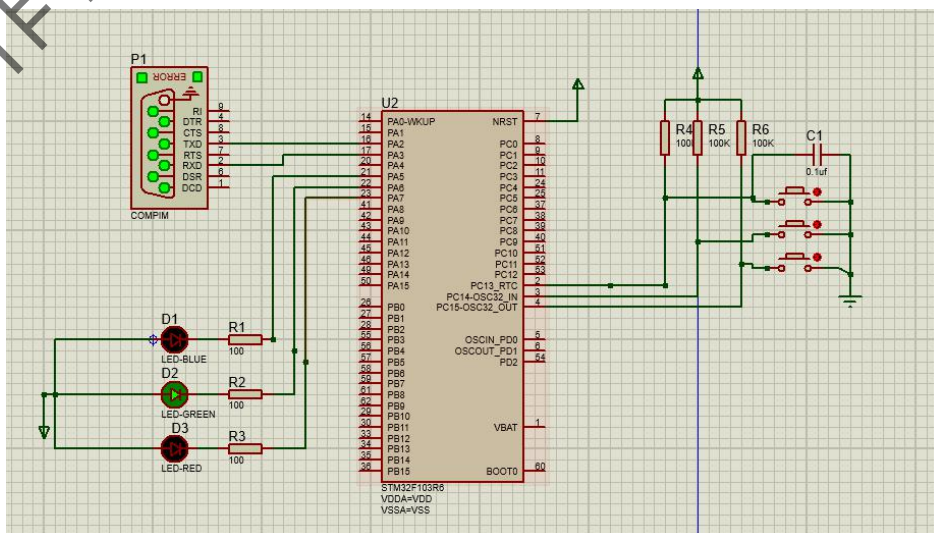 P1
ERROR
RI 9
DTR 4
CTS 8
TXD 3
RTS 7
RXD 2
DSR 6
DCD 1
COMPIM
U2
14 PA0-WKUP
15 PA1
16 PA2
17 PA3
20 PA4
21 PA5
22 PA6
23 PA7
41 PA8
42 PA9
43 PA10
44 PA11
45 PA12
46 PA13
49 PA14
50 PA15
26 PB0
27 PB1
28 PB2
55 PB3
56 PB4
57 PB5
58 PB6
59 PB7
61 PB8
62 PB9
29 PB10
30 PB11
33 PB12
34 PB13
35 PB14
36 PB15
NRST 7
PC0 8
PC1 9
PC2 10
PC3 11
PC4 24
PC5 25
PC6 37
PC7 38
PC8 39
PC9 40
PC10 51
PC11 52
PC12 53
PC13_RTC 2
PC14-OSC32_IN 3
PC15-OSC32_OUT 4
OSCIN_PD0 5
OSCOUT_PD1 6
PD2 54
VBAT 1
BOOT0 60
STM32F103R6
VDDA=VDD
VSSA=VSS
R4
R5
100K
R6
100K
C1
0.1uf
D1
LED-BLUE
R1
100
D2
LED-GREEN
R2
100
D3
LED-RED
R3
100